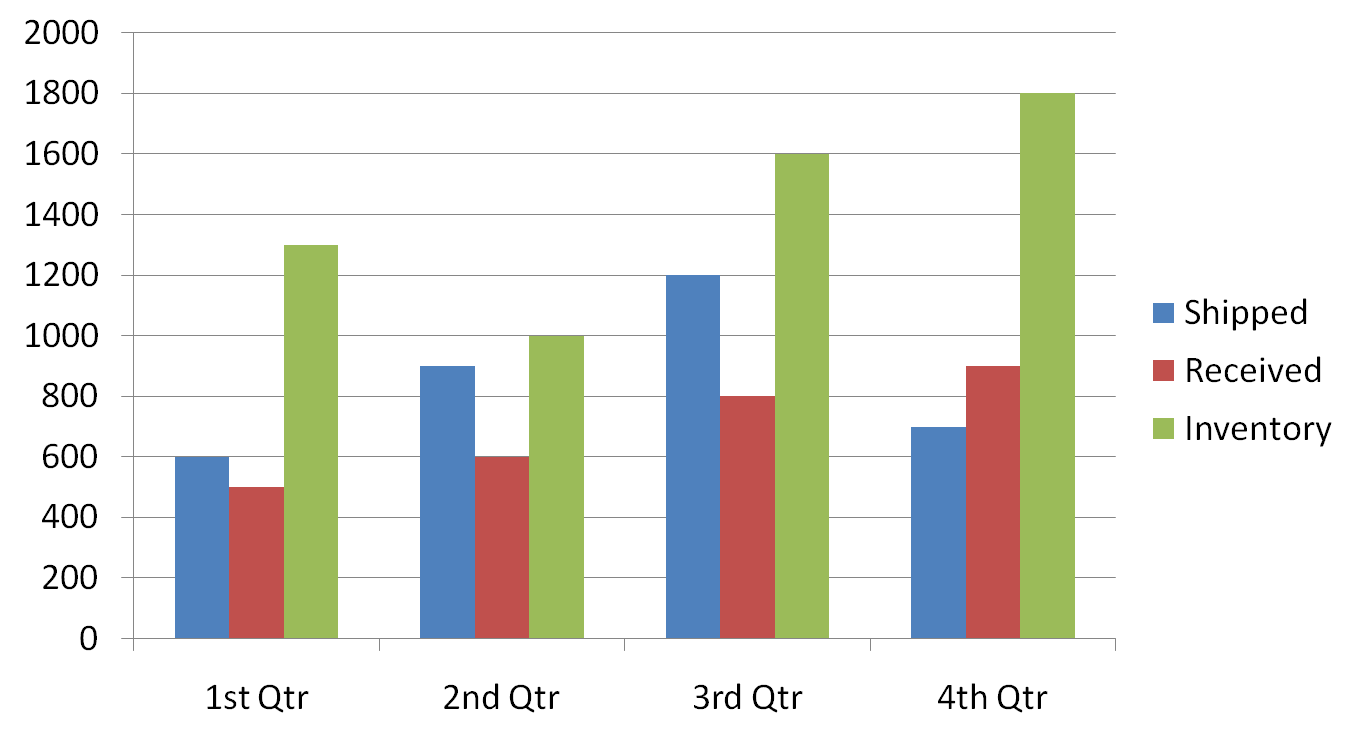 2000
1800
1600
1400
1200
1000
800
600
400
200
0
1st Qtr
2nd Qtr
3rd Qtr
4th Qtr
Shipped
Received
Inventory